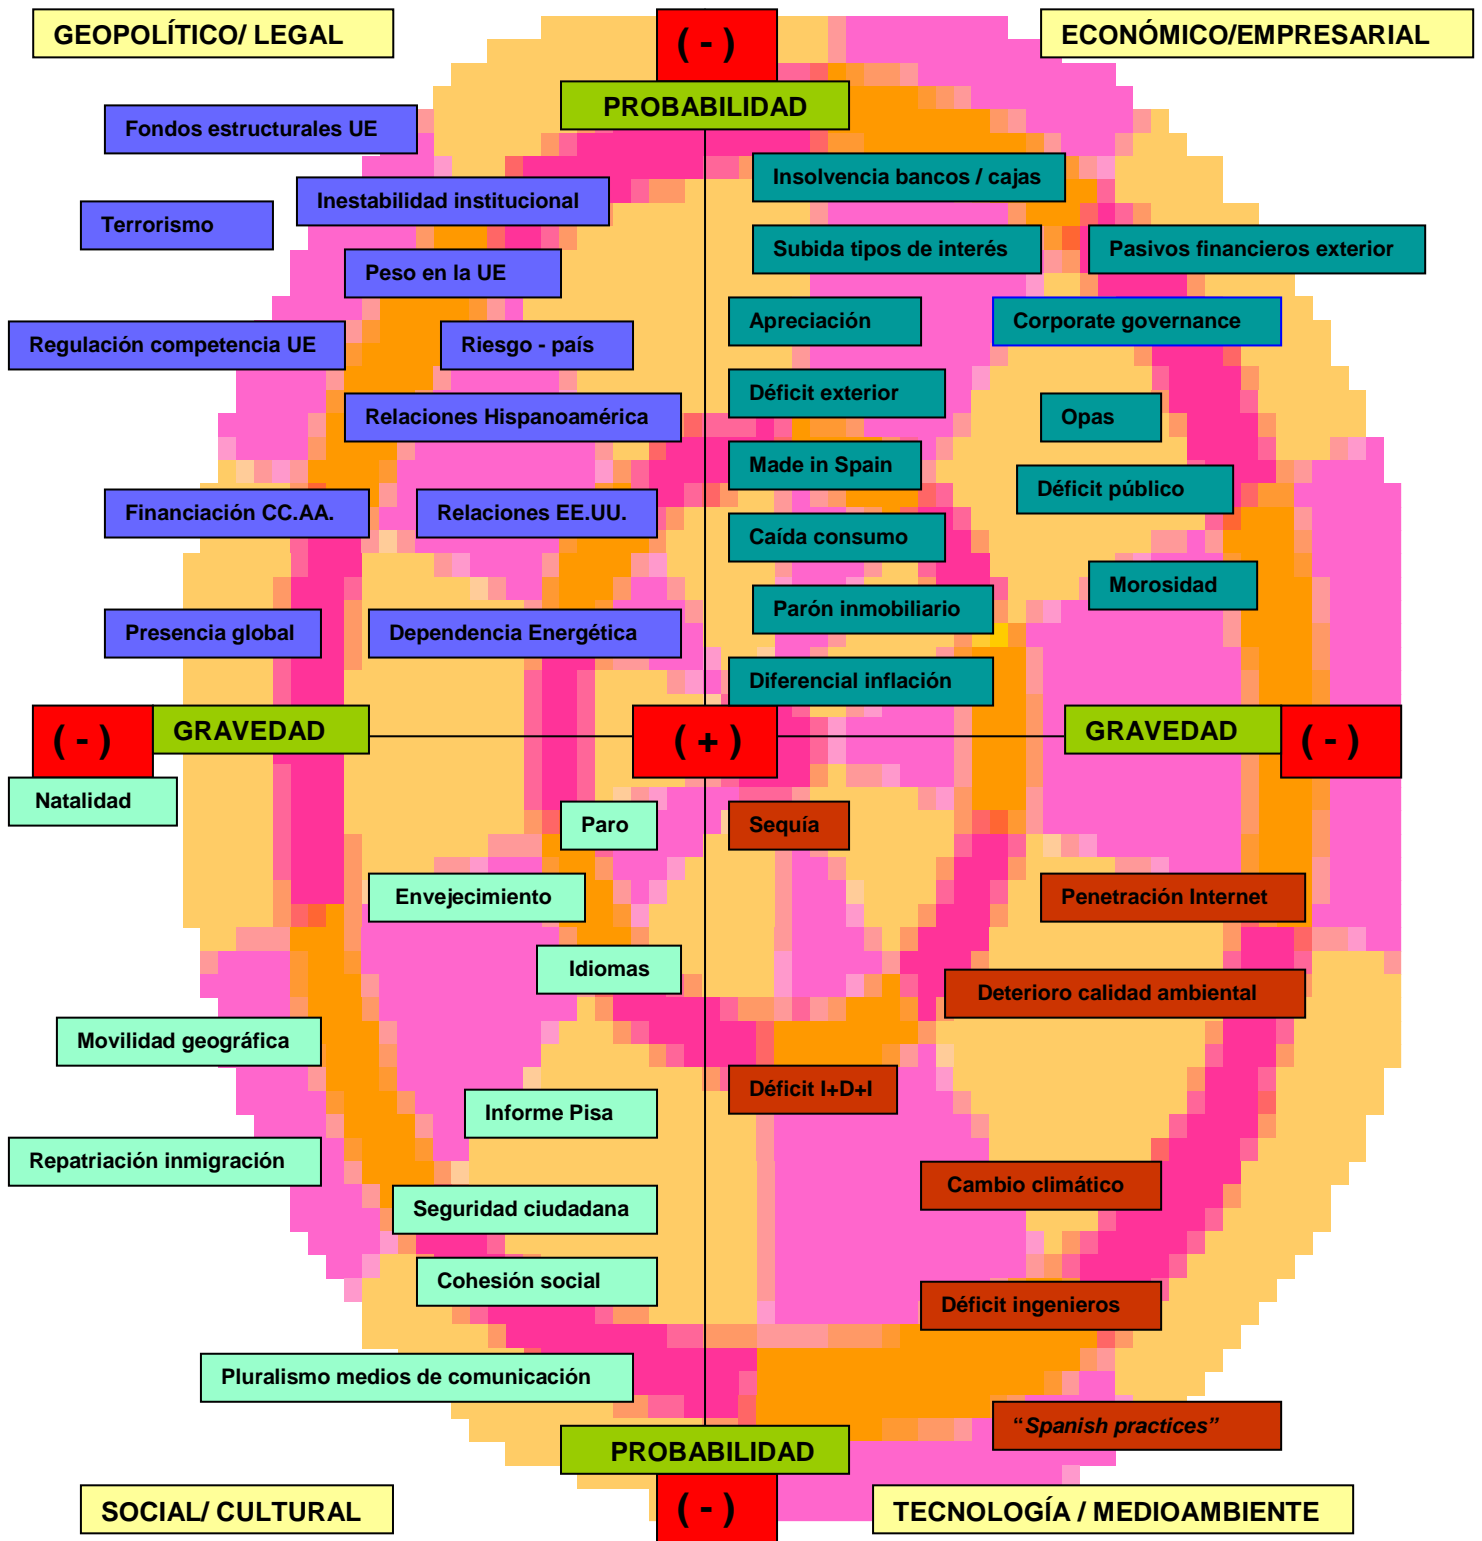 GEOPOLÍTICO/ LEGAL
( - )
ECONÓMICO/EMPRESARIAL
PROBABILIDAD
Fondos estructurales UE
Insolvencia bancos / cajas
Inestabilidad institucional
Terrorismo
Subida tipos de interés
Pasivos financieros exterior
Peso en la UE
Apreciación
Corporate governance
Regulación competencia UE
Riesgo - país
Déficit exterior
Relaciones Hispanoamérica
Opas
Made in Spain
Déficit público
Financiación CC.AA.
Relaciones EE.UU.
Caída consumo
Morosidad
Parón inmobiliario
Presencia global
Dependencia Energética
Diferencial inflación
( - )
GRAVEDAD
( + )
GRAVEDAD
( - )
Natalidad
Paro
Sequía
Envejecimiento
Penetración Internet
Idiomas
Deterioro calidad ambiental
Movilidad geográfica
Déficit I+D+I
Informe Pisa
Repatriación inmigración
Cambio climático
Seguridad ciudadana
Cohesión social
Déficit ingenieros
Pluralismo medios de comunicación
“Spanish practices”
PROBABILIDAD
SOCIAL/ CULTURAL
( - )
TECNOLOGÍA / MEDIOAMBIENTE